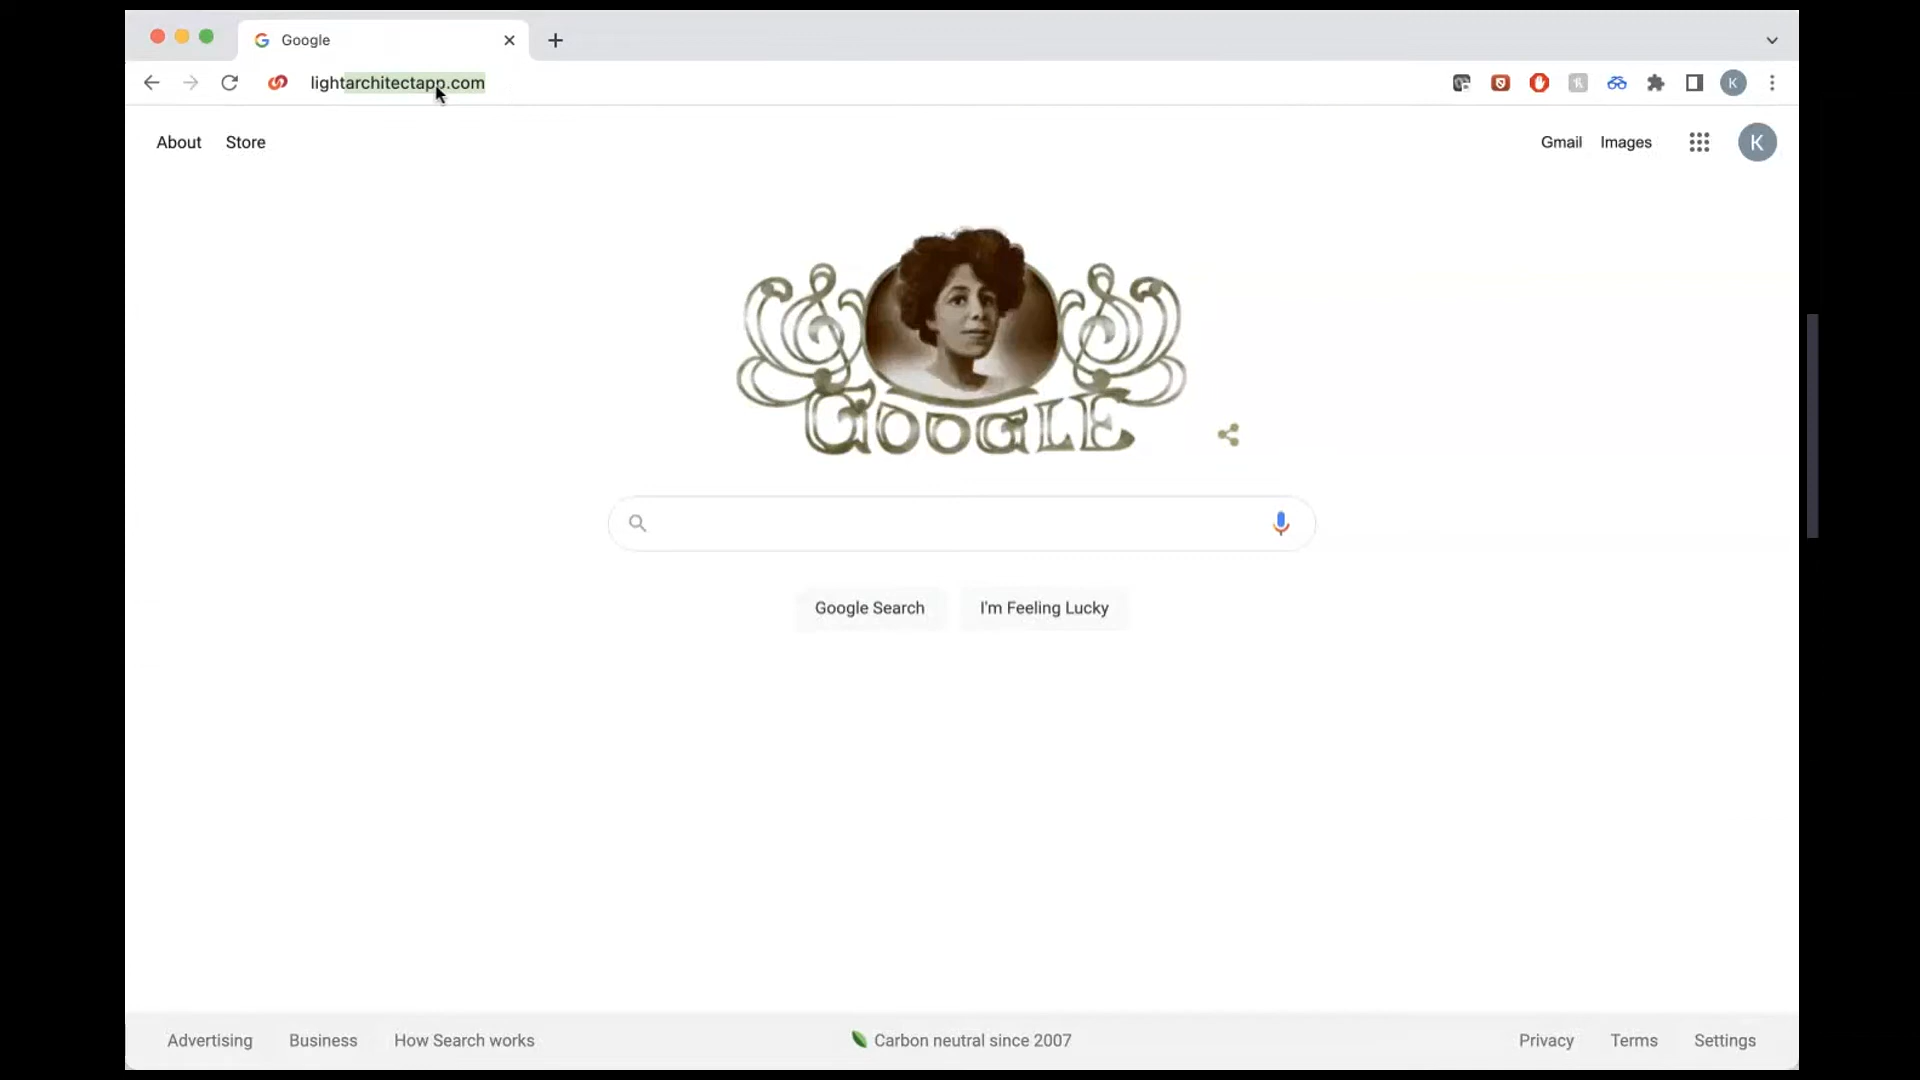 Google
lightarchitectapp.com
K
About Store
Gmail Images
K
GOOGLE
Google Search
I'm Feeling Lucky
Advertising Business How Search works
Carbon neutral since 2007
Privacy Terms Settings